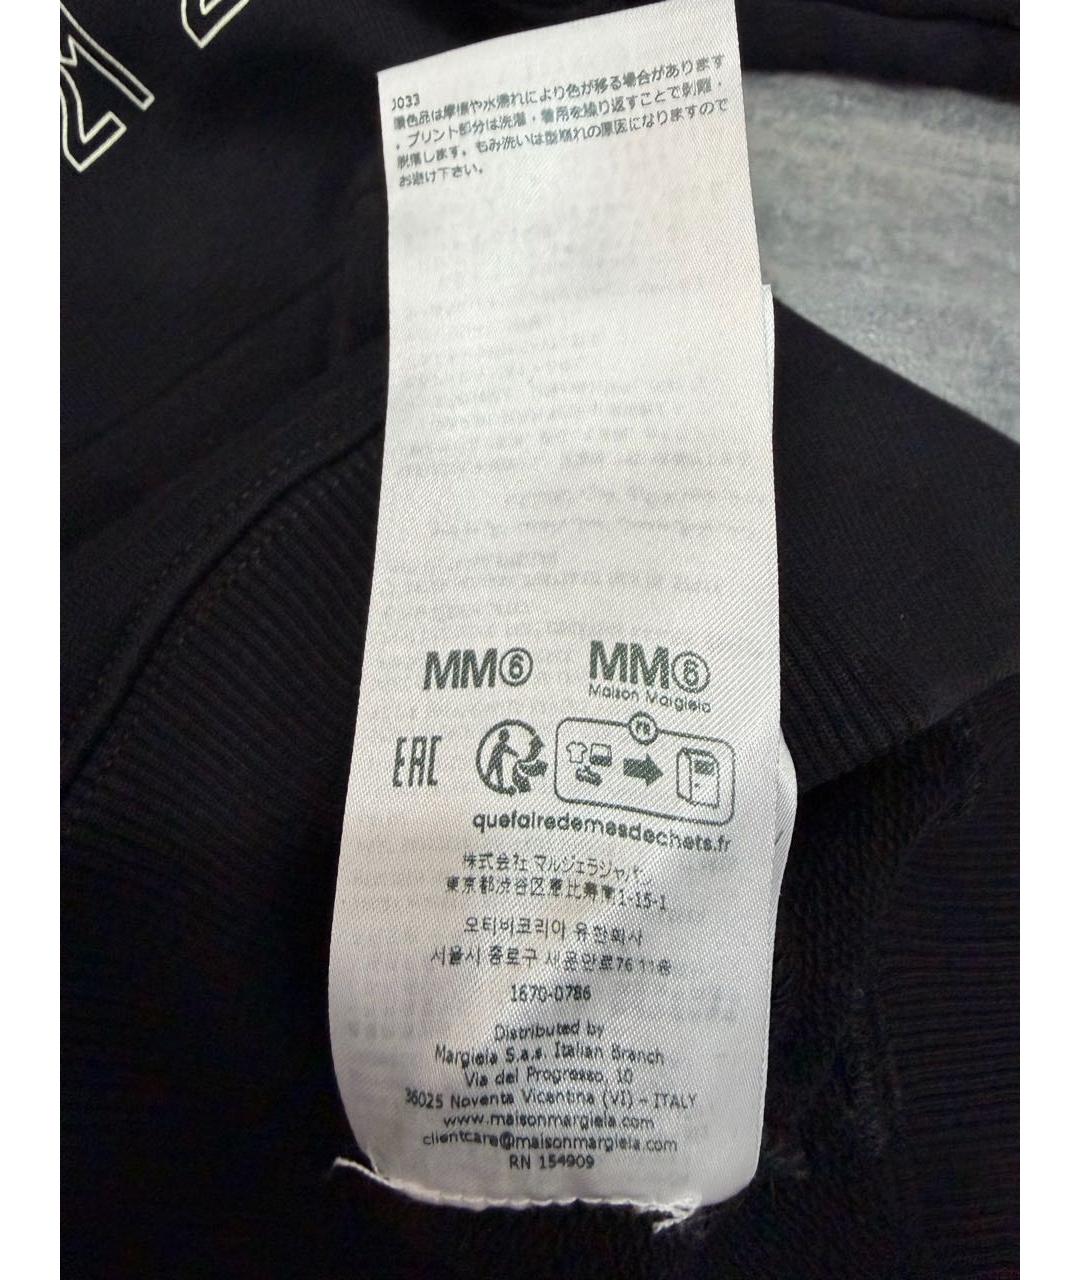 J033
濃色品は摩擦や水濡れにより色が移る場合があります
。プリント部分は洗濯・着用を繰り返すことで剥離・
脱落します。もみ洗いは型崩れの原因になりますので
お避け下さい。
MM⑥ MM⑥
Maison Margiela
EAC FR
quefairedemesdechets.fr
株式会社 マルジェラジャパン
東京都渋谷区恵比寿南1-15-1
오티비코리아 유한회사
서울시 종로구 새문안로76 11층
1670-0786
Distributed by
Margiela S.a.s. Italian Branch
Via del Progresso, 10
36025 Noventa Vicentina (VI) - ITALY
www.maisonmargiela.com
clientcare@maisonmargiela.com
RN 154909